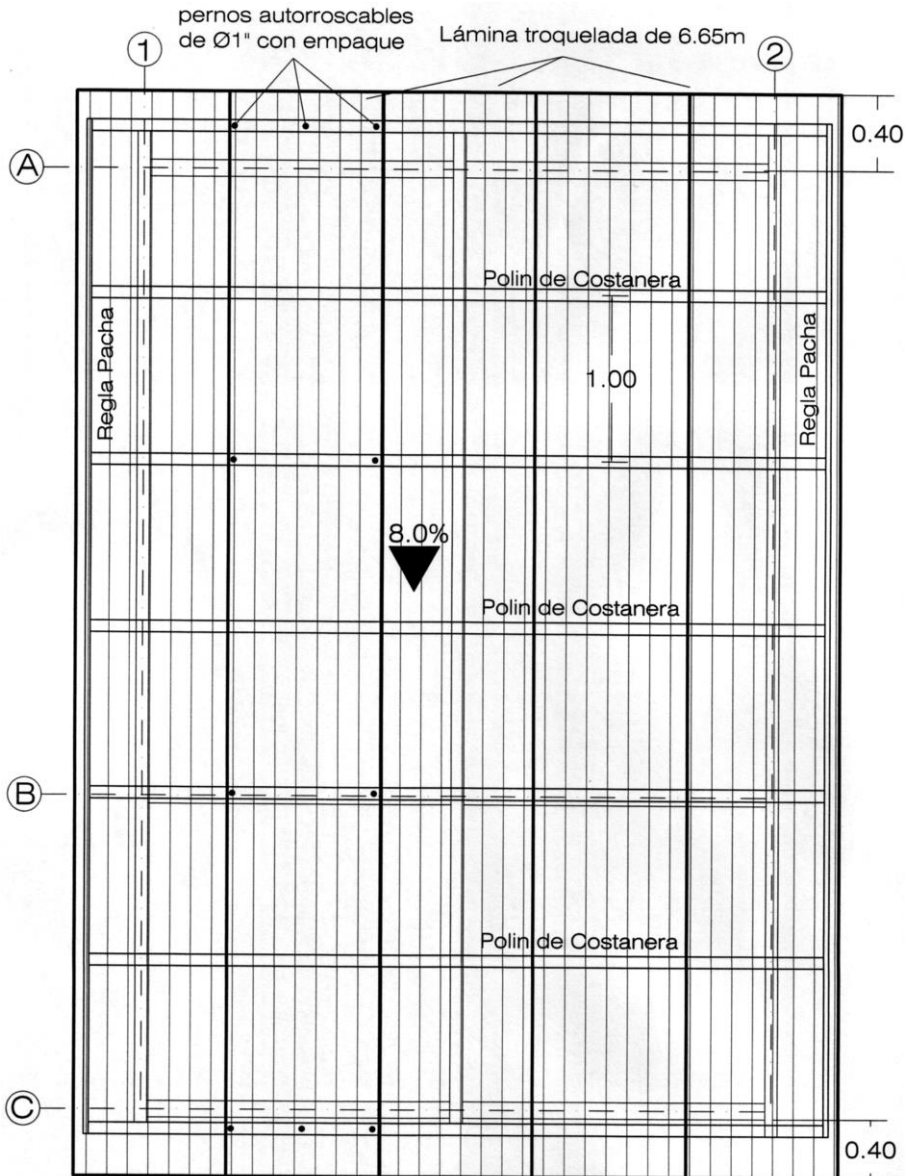 pernos autorroscables
de Ø1" con empaque
Lámina troquelada de 6.65m
1
2
0.40
A
Polin de Costanera
Regla Pacha
Regla Pacha
1.00
8.0%
Polin de Costanera
B
Polin de Costanera
C
0.40